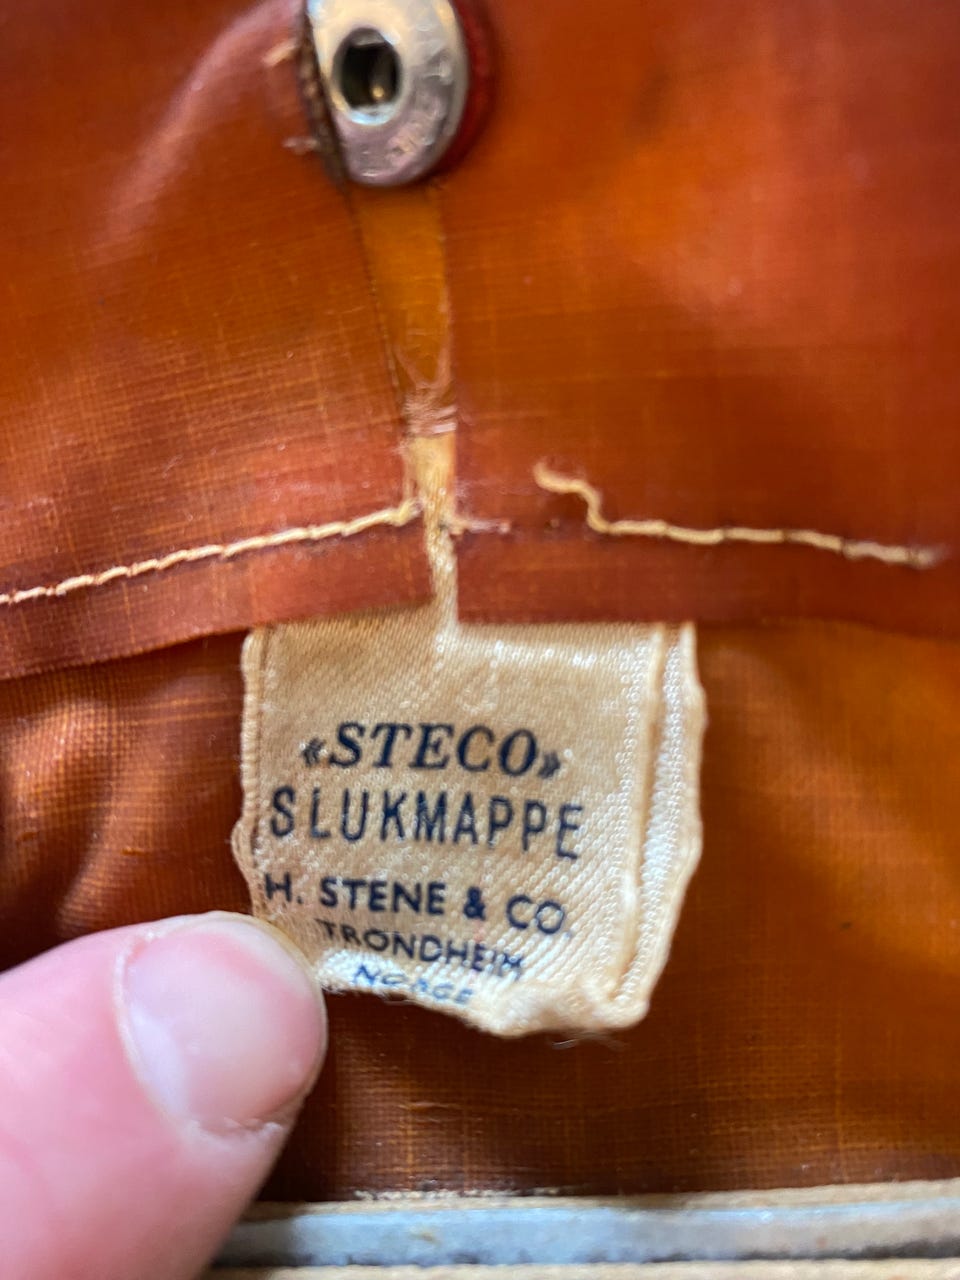 «STECO»
SLUKMAPPE
H. STENE & CO.
TRONDHEIM
NORGE